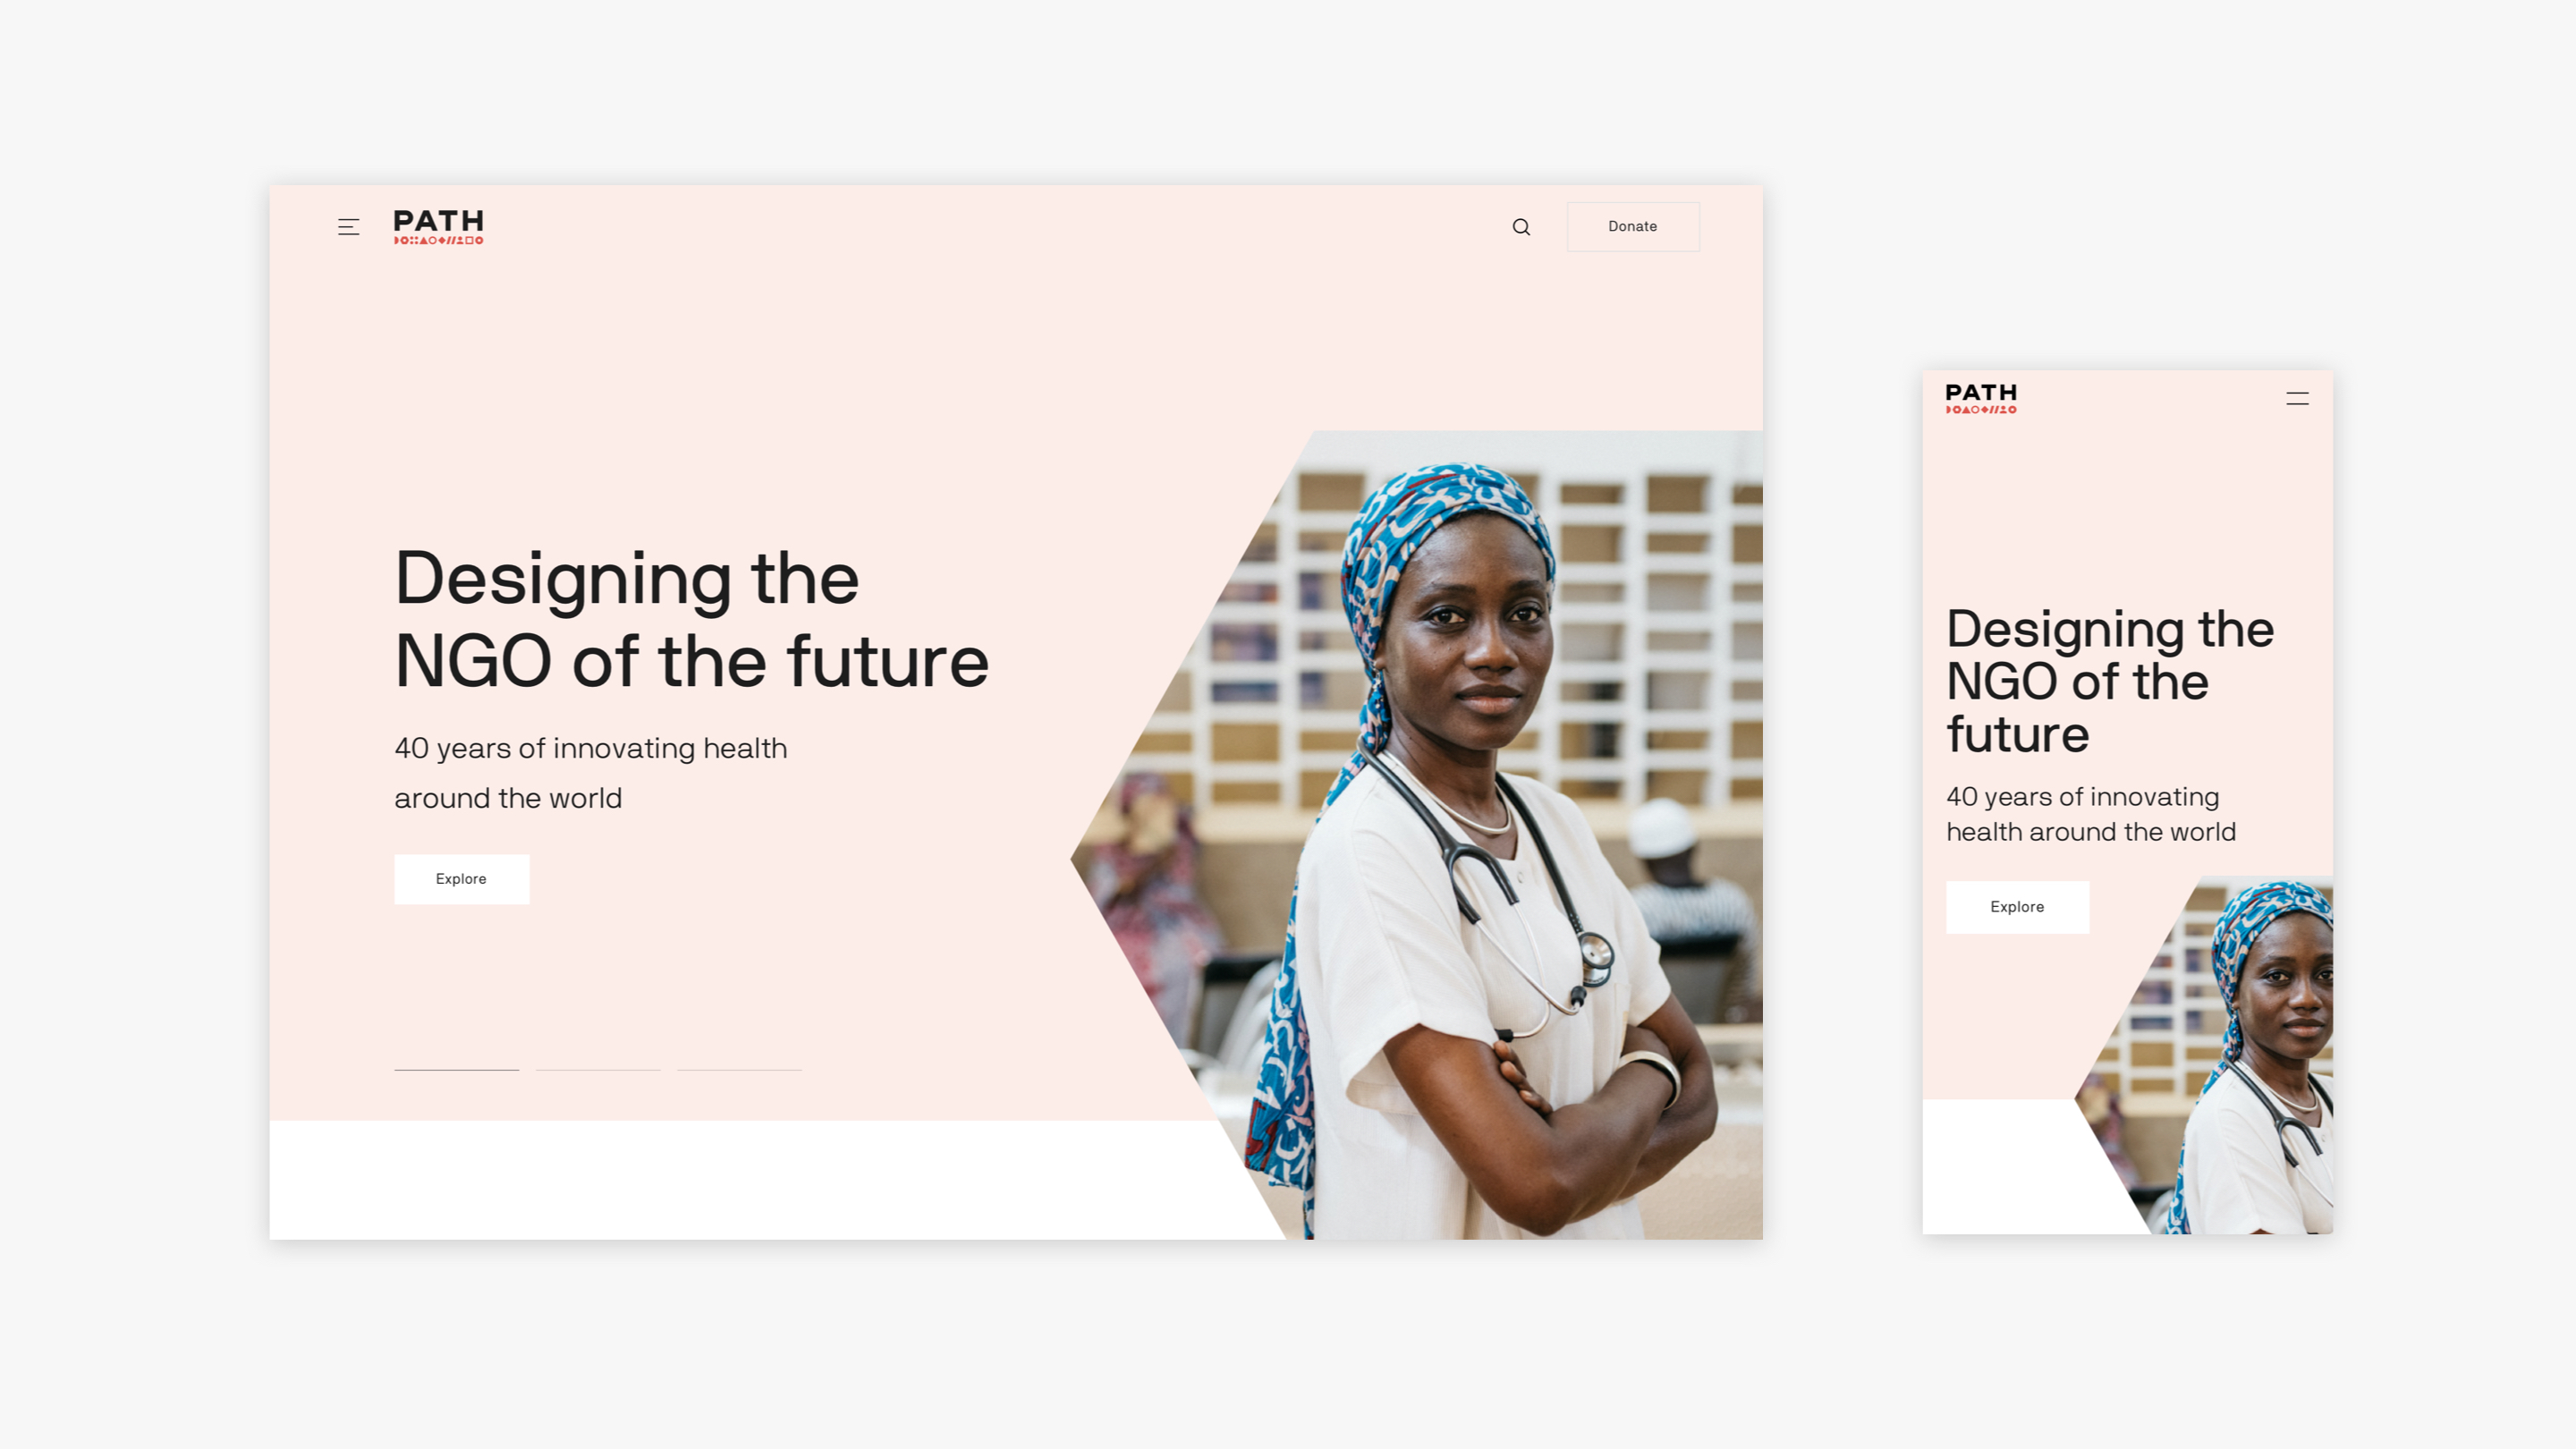 PATH
Donate
Designing the
NGO of the future
40 years of innovating health
around the world
Explore
PATH
Designing the
NGO of the
future
40 years of innovating
health around the world
Explore